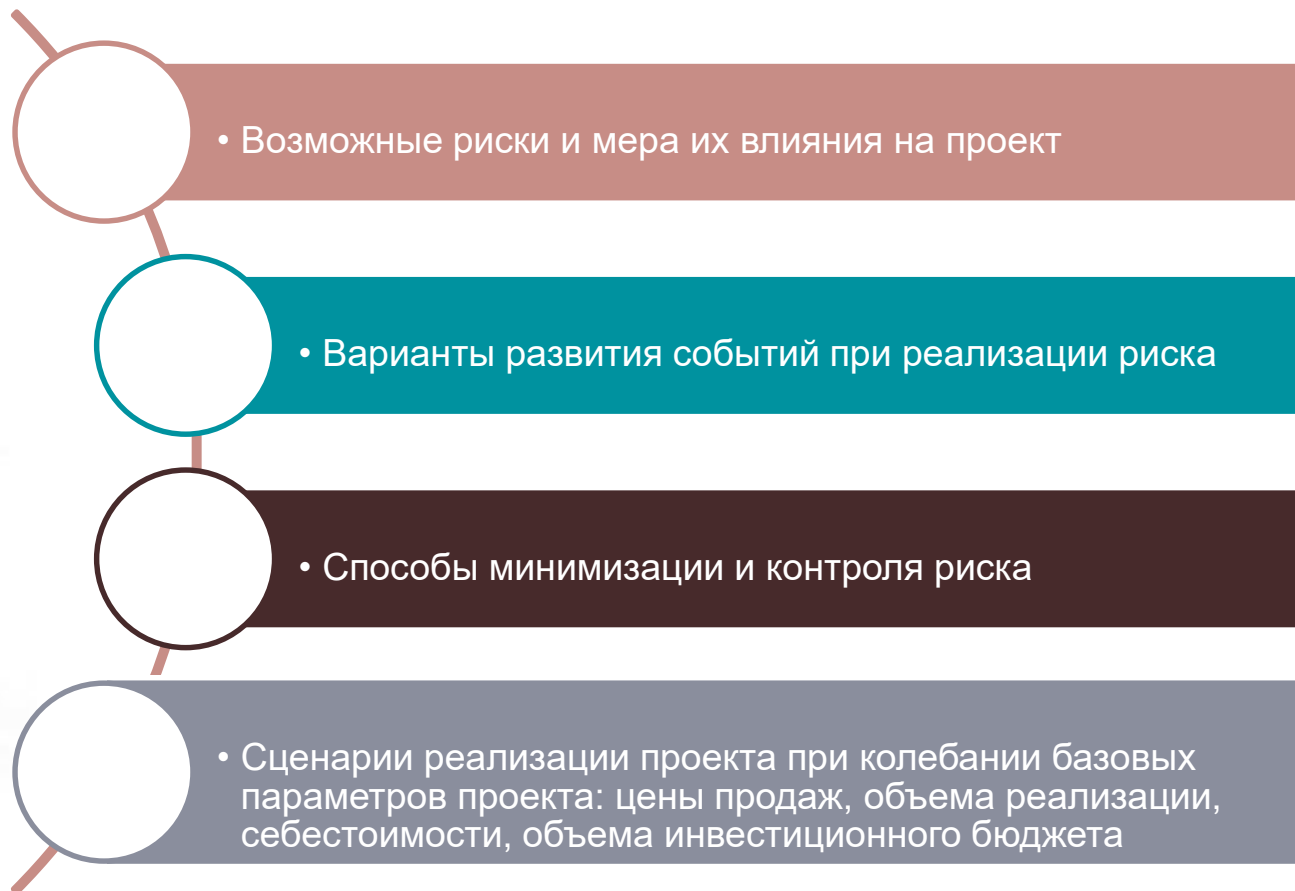 • Возможные риски и мера их влияния на проект
• Варианты развития событий при реализации риска
• Способы минимизации и контроля риска
• Сценарии реализации проекта при колебании базовых
параметров проекта: цены продаж, объема реализации,
себестоимости, объема инвестиционного бюджета